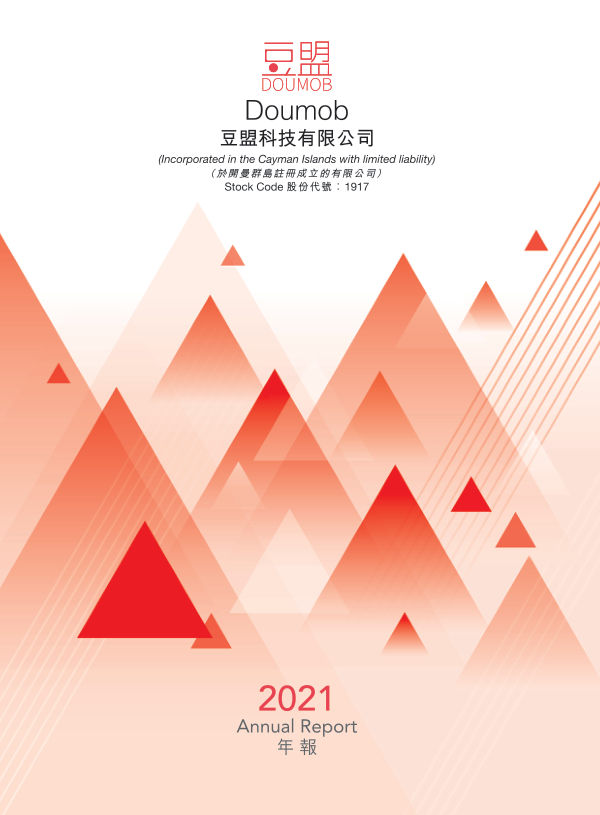 豆盟
DOUMOB
Doumob
豆盟科技有限公司
(Incorporated in the Cayman Islands with limited liability)
（於開曼群島註冊成立的有限公司）
Stock Code 股份代號：1917
2021
Annual Report
年報